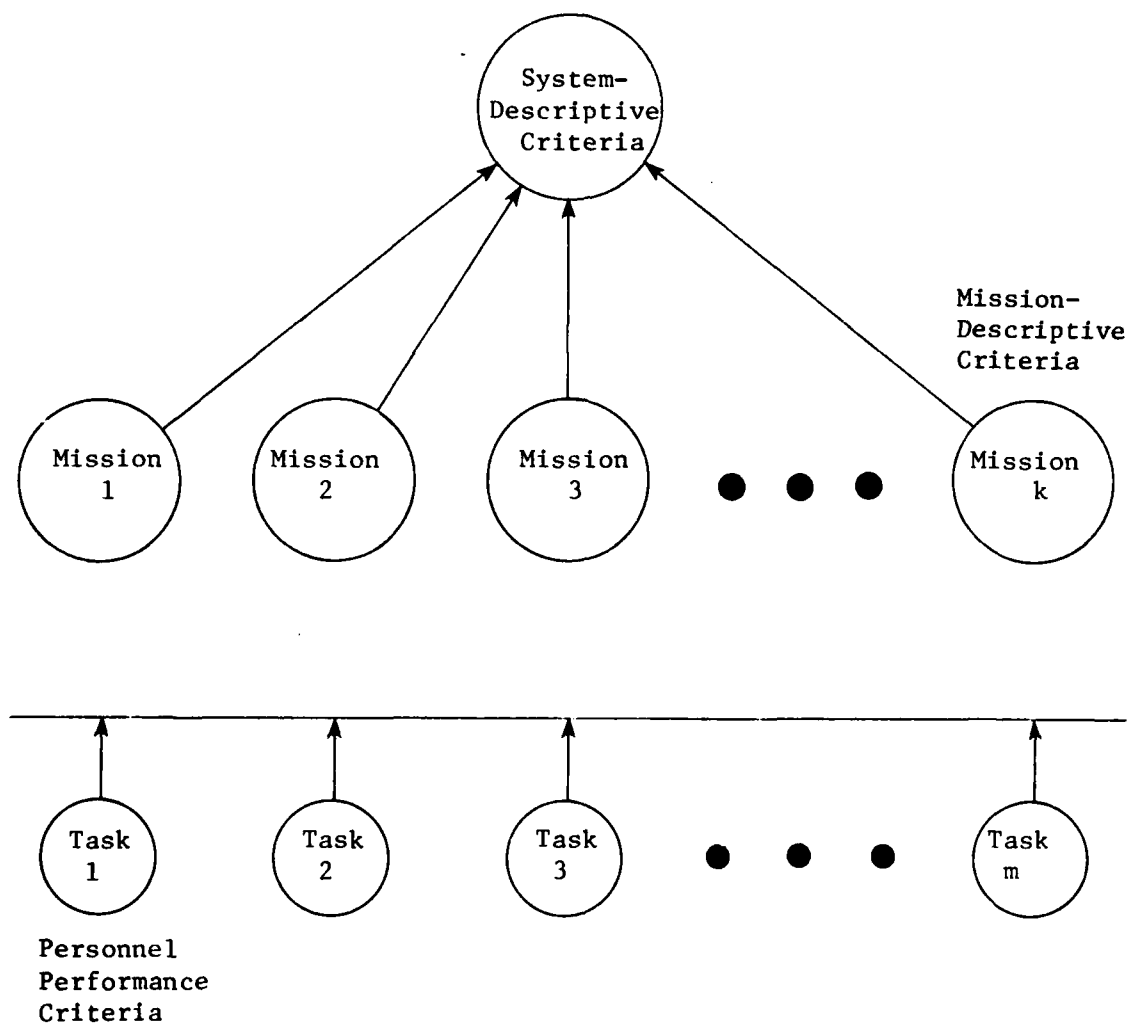 System-
Descriptive
Criteria
Mission-
Descriptive
Criteria
Mission
1
Mission
2
Mission
3
Mission
k
Task
1
Task
2
Task
3
Task
m
Personnel
Performance
Criteria